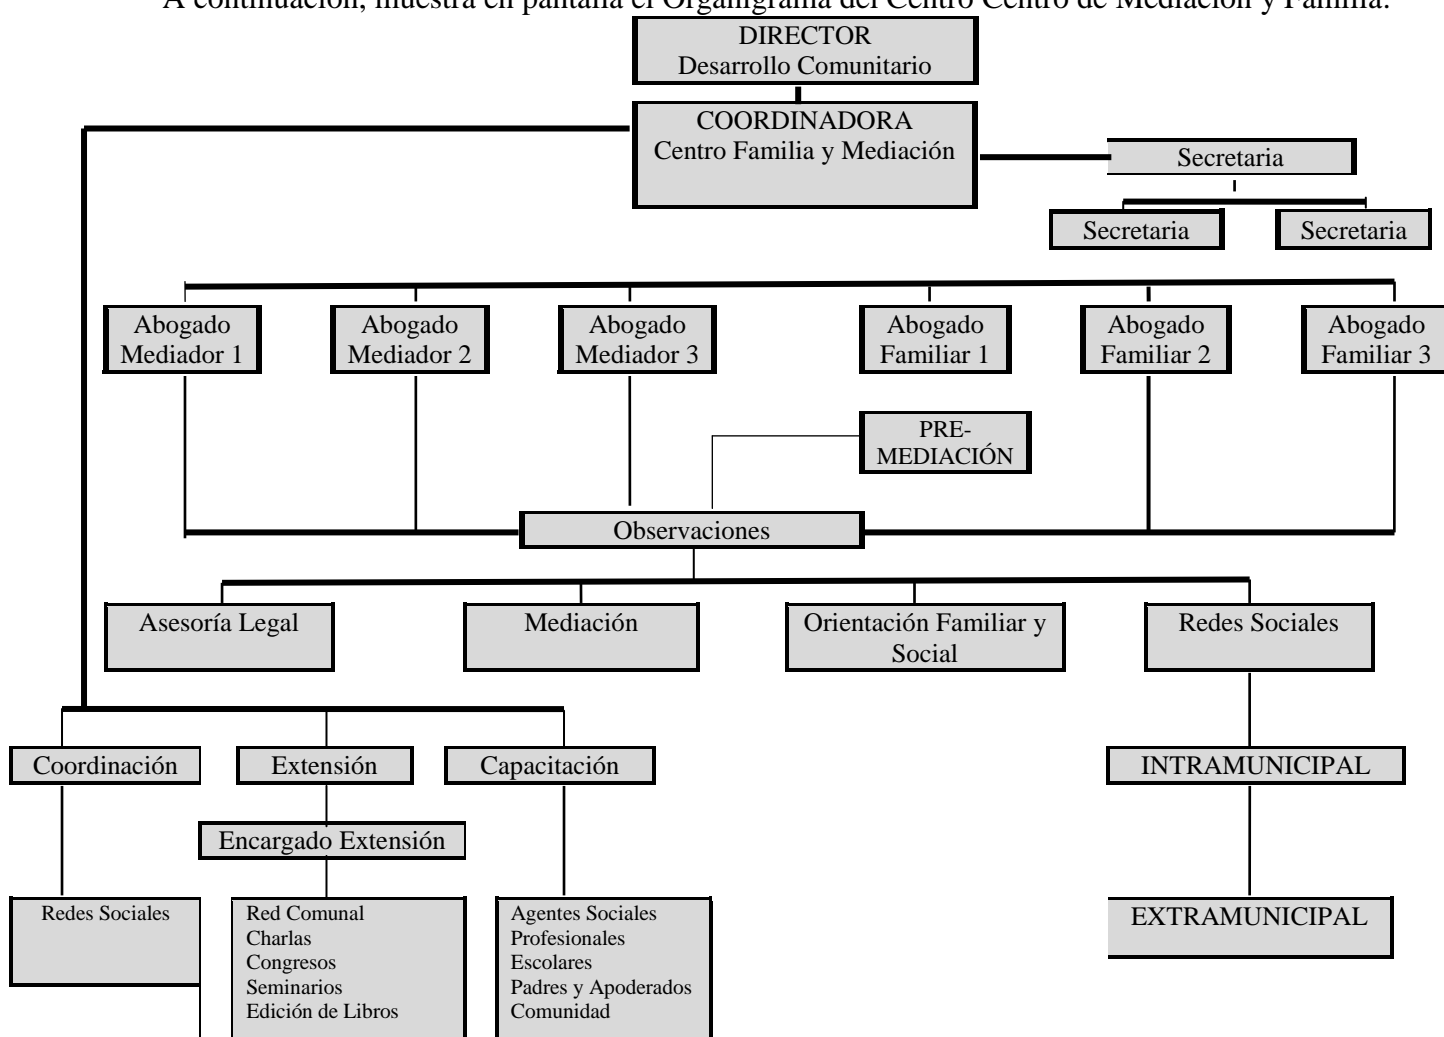 A continuación, muestra en pantalla el Organigrama del Centro Centro de Mediación y Familia.
DIRECTOR
Desarrollo Comunitario
COORDINADORA
Centro Familia y Mediación
Secretaria
Secretaria
Secretaria
Abogado
Mediador 1
Abogado
Mediador 2
Abogado
Mediador 3
Abogado
Familiar 1
Abogado
Familiar 2
Abogado
Familiar 3
PRE-
MEDIACIÓN
Observaciones
Asesoría Legal
Mediación
Orientación Familiar y
Social
Redes Sociales
Coordinación
Extensión
Capacitación
INTRAMUNICIPAL
Encargado Extensión
Redes Sociales
Red Comunal
Charlas
Congresos
Seminarios
Edición de Libros
Agentes Sociales
Profesionales
Escolares
Padres y Apoderados
Comunidad
EXTRAMUNICIPAL